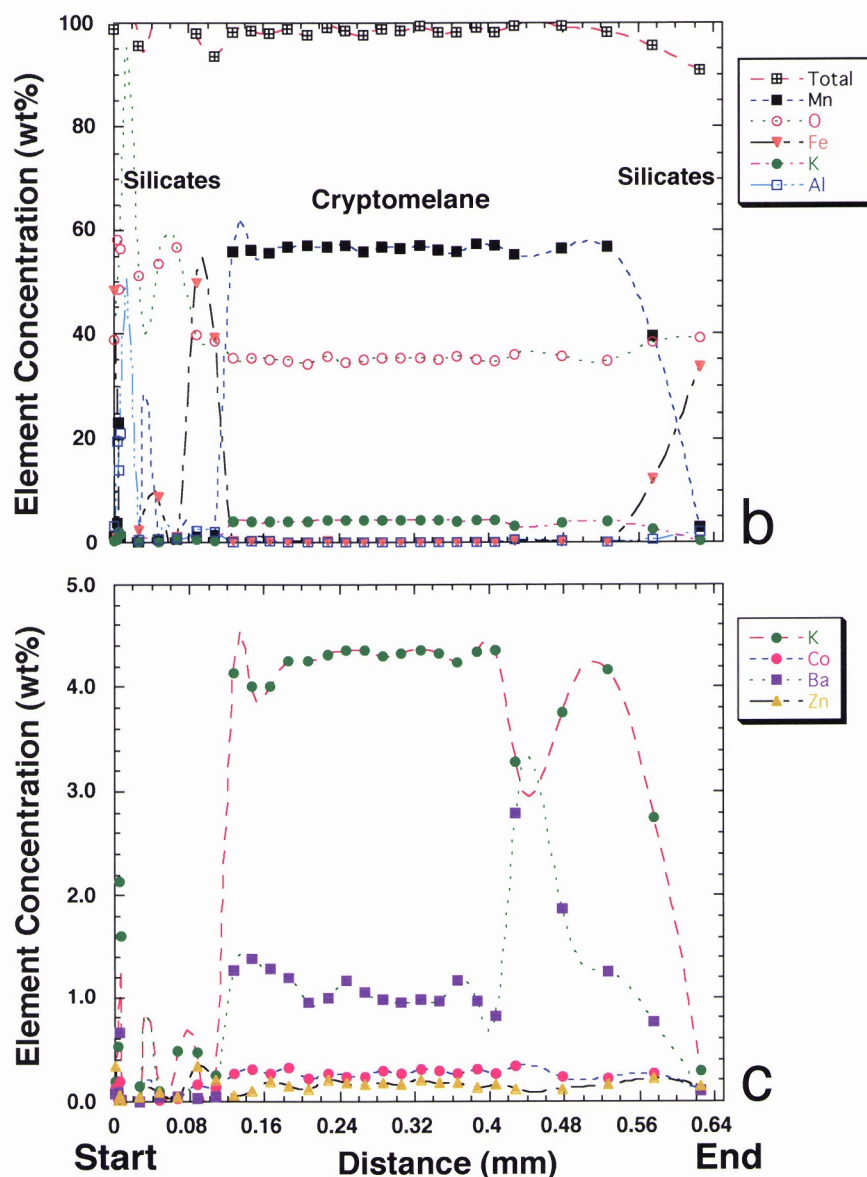 Element Concentration (wt%)
100
80
60
40
20
0
Silicates
Cryptomelane
Silicates
b
Total
Mn
O
Fe
K
Al
Element Concentration (wt%)
5.0
4.0
3.0
2.0
1.0
0.0
c
K
Co
Ba
Zn
0 0.08 0.16 0.24 0.32 0.4 0.48 0.56 0.64
Start Distance (mm) End